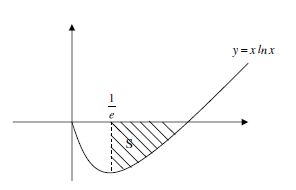 y = x ln x
1
e
S